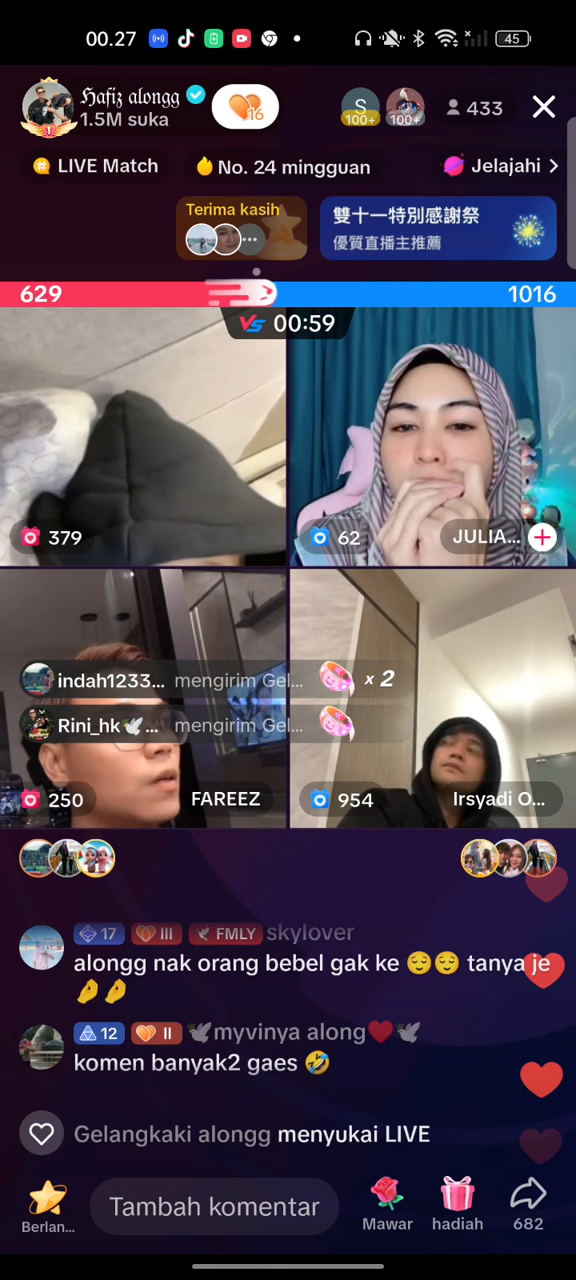 00.27
45
Hafiz alongg
1.5M suka
16
S
100+
100+
433
LIVE Match
No. 24 mingguan
Jelajahi
Terima kasih
雙十一特別感謝祭
優質直播主推薦
629
1016
VS 00:59
379
62
JULIA...
indah1233... mengirim Gel... x 2
Rini_hk🕊️... mengirim Gel...
250
FAREEZ
954
Irsyadi O...
17 III FMLY skylover
alongg nak orang bebel gak ke 😌😌 tanya je
🤌🤌
12 II 🕊️myvinya along❤️🕊️
komen banyak2 gaes 🤣
Gelangkaki alongg menyukai LIVE
Berlan...
Tambah komentar
Mawar
hadiah
682